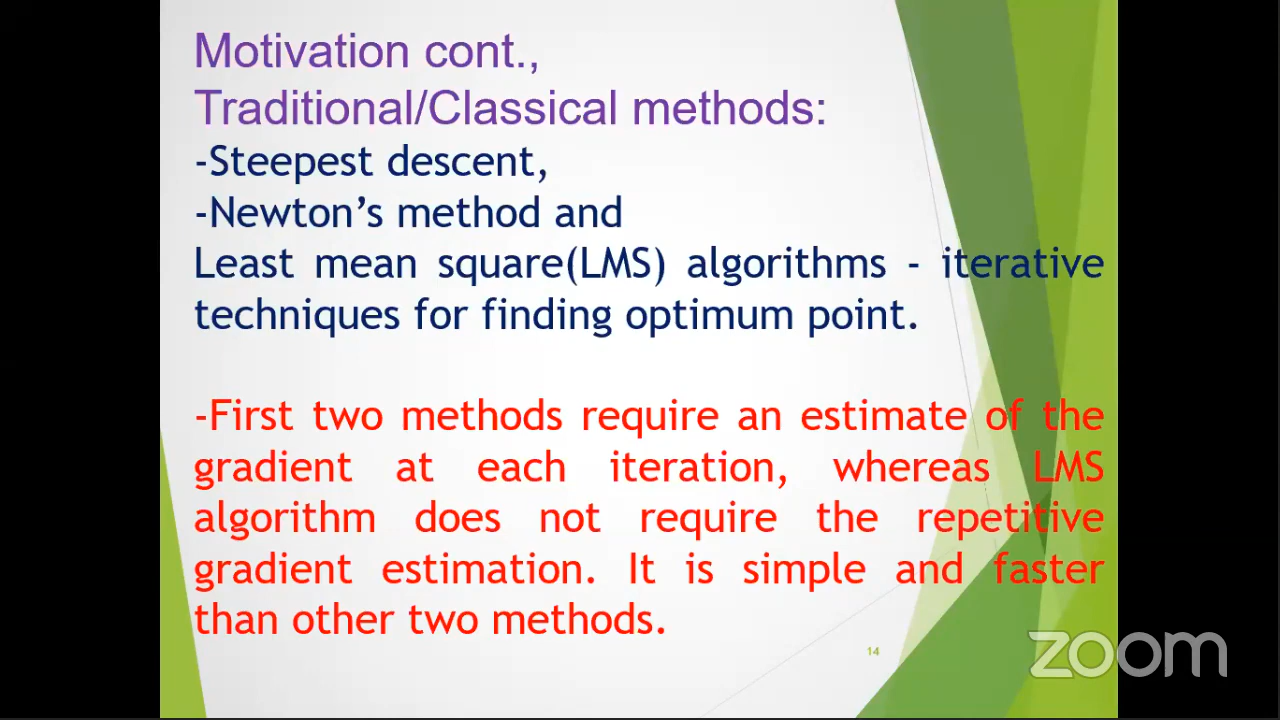 Motivation cont.,
Traditional/Classical methods:
-Steepest descent,
-Newton’s method and
Least mean square(LMS) algorithms - iterative
techniques for finding optimum point.
-First two methods require an estimate of the
gradient at each iteration, whereas LMS
algorithm does not require the repetitive
gradient estimation. It is simple and faster
than other two methods.
14
zoom